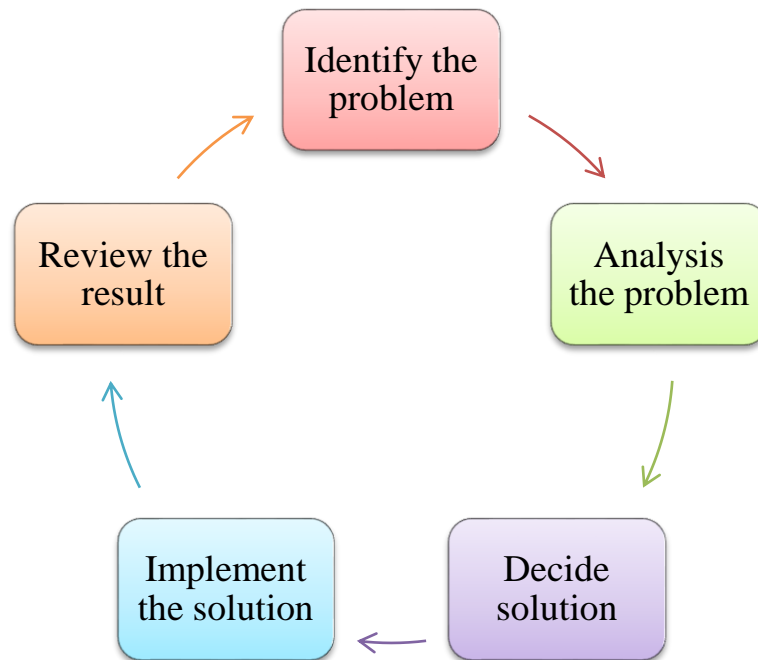 Identify the
problem
Analysis
the problem
Decide
solution
Implement
the solution
Review the
result